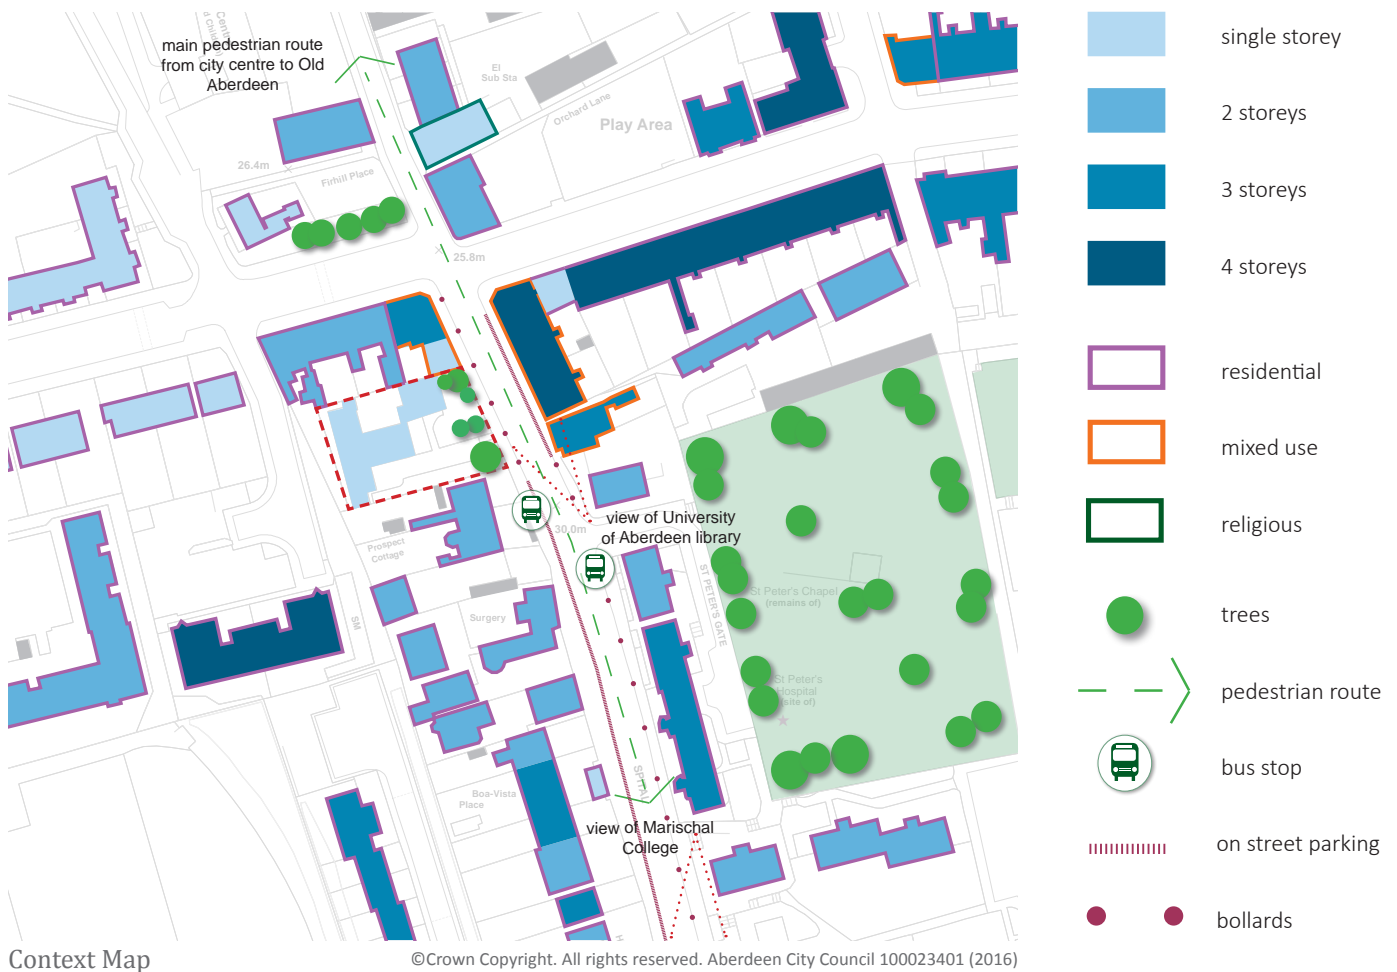 main pedestrian route
from city centre to Old
Aberdeen
El
Sub Sta
Orchard Lane
Play Area
26.4m
Firhill Place
25.8m
view of University
of Aberdeen library
30.0m
Prospect
Cottage
Surgery
SM
ST PETER'S GATE
St Peter's Chapel
(remains of)
St Peter's
Hospital
(site of)
SPITAL
Boa-Vista
Place
view of Marischal
College
single storey
2 storeys
3 storeys
4 storeys
residential
mixed use
religious
trees
pedestrian route
bus stop
on street parking
bollards
Context Map
©Crown Copyright. All rights reserved. Aberdeen City Council 100023401 (2016)